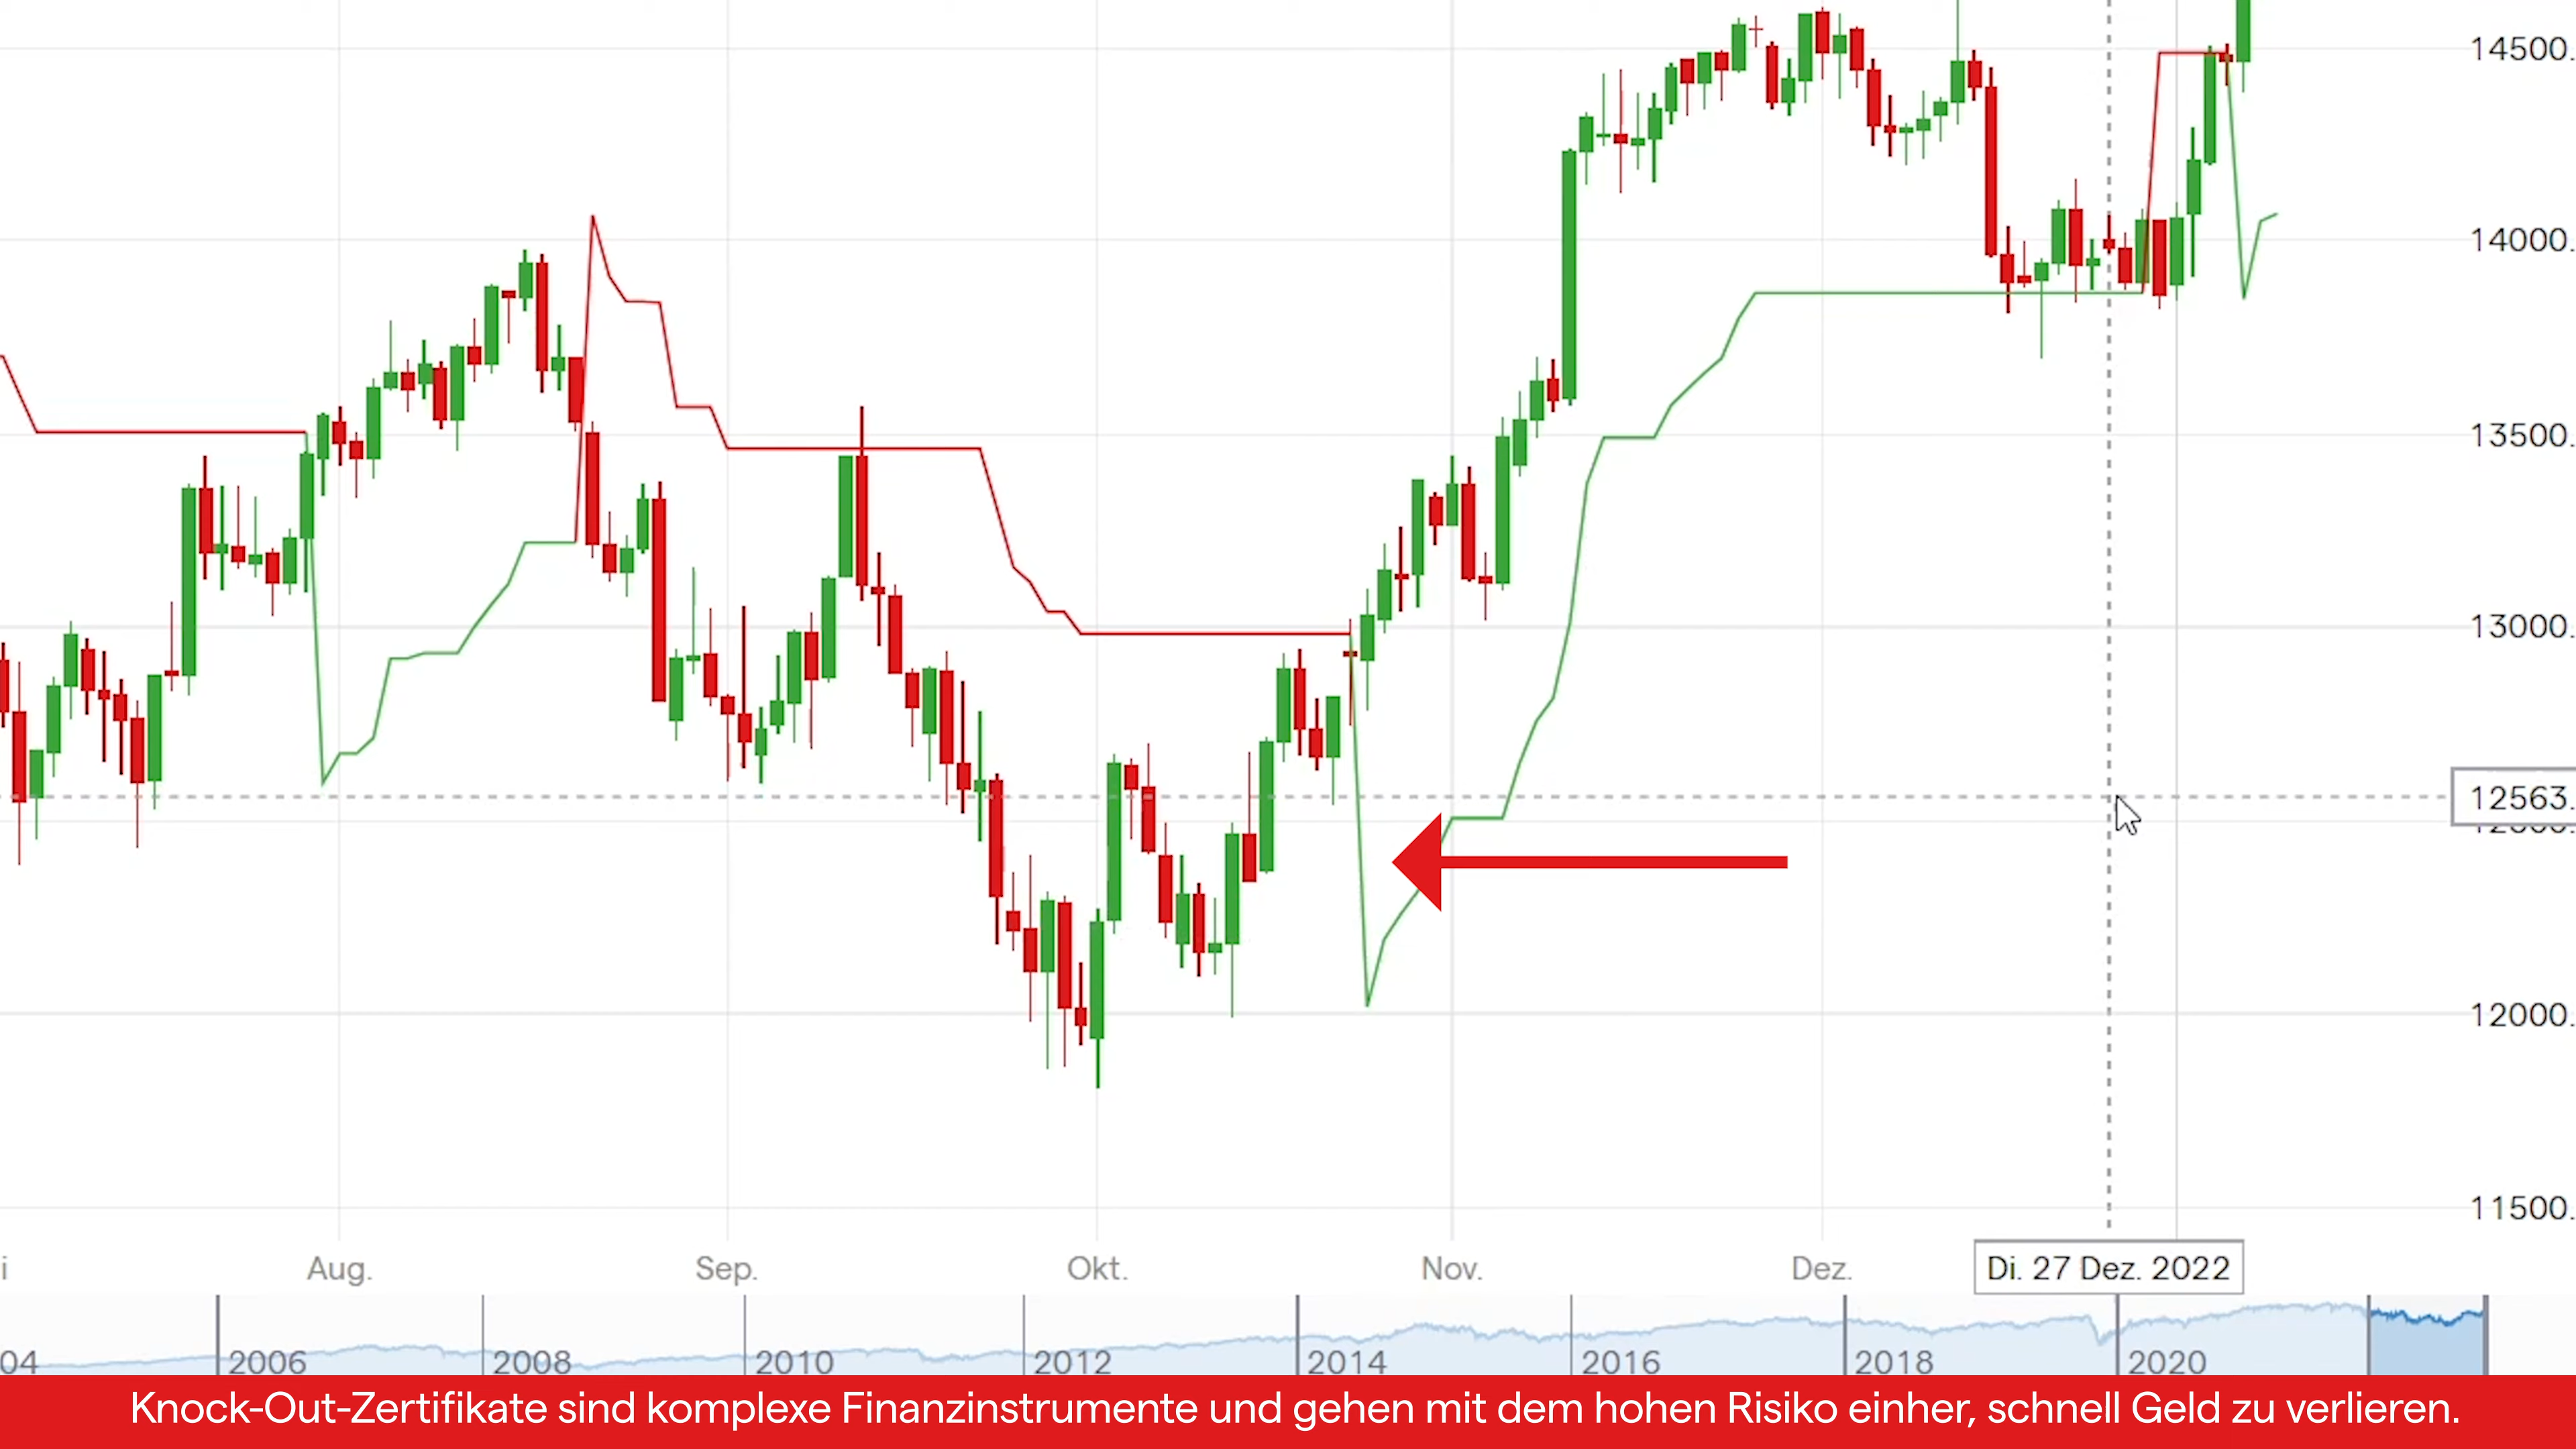 14500.
14000.
13500.
13000.
12563.
12000.
11500.
i Aug. Sep. Okt. Nov. Dez. Di. 27 Dez. 2022
04 2006 2008 2010 2012 2014 2016 2018 2020
Knock-Out-Zertifikate sind komplexe Finanzinstrumente und gehen mit dem hohen Risiko einher, schnell Geld zu verlieren.